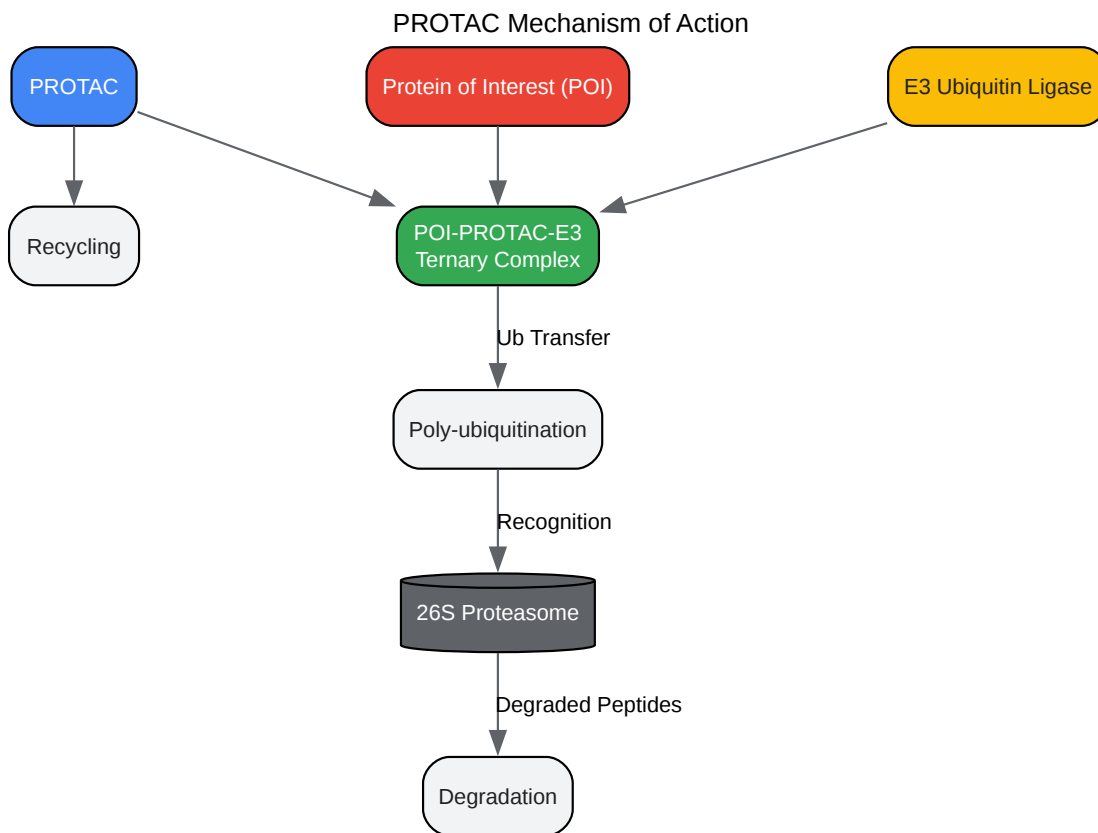 PROTAC Mechanism of Action
PROTAC
Protein of Interest (POI)
E3 Ubiquitin Ligase
Recycling
POI-PROTAC-E3
Ternary Complex
Ub Transfer
Poly-ubiquitination
Recognition
26S Proteasome
Degraded Peptides
Degradation